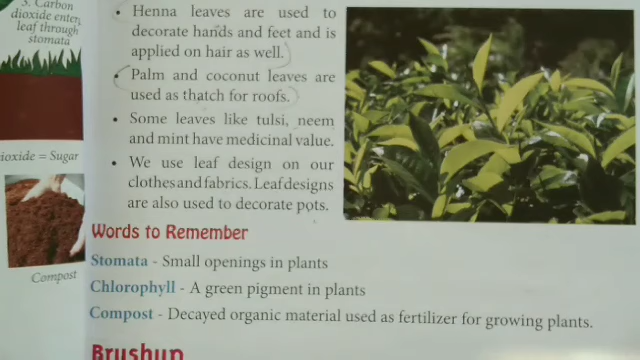 3. Carbon
dioxide enters
leaf through
stomata
ioxide = Sugar
Compost
• Henna leaves are used to
decorate hands and feet and is
applied on hair as well.
• Palm and coconut leaves are
used as thatch for roofs.
• Some leaves like tulsi, neem
and mint have medicinal value.
• We use leaf design on our
clothes and fabrics. Leaf designs
are also used to decorate pots.
Words to Remember
Stomata - Small openings in plants
Chlorophyll - A green pigment in plants
Compost - Decayed organic material used as fertilizer for growing plants.
Brushup